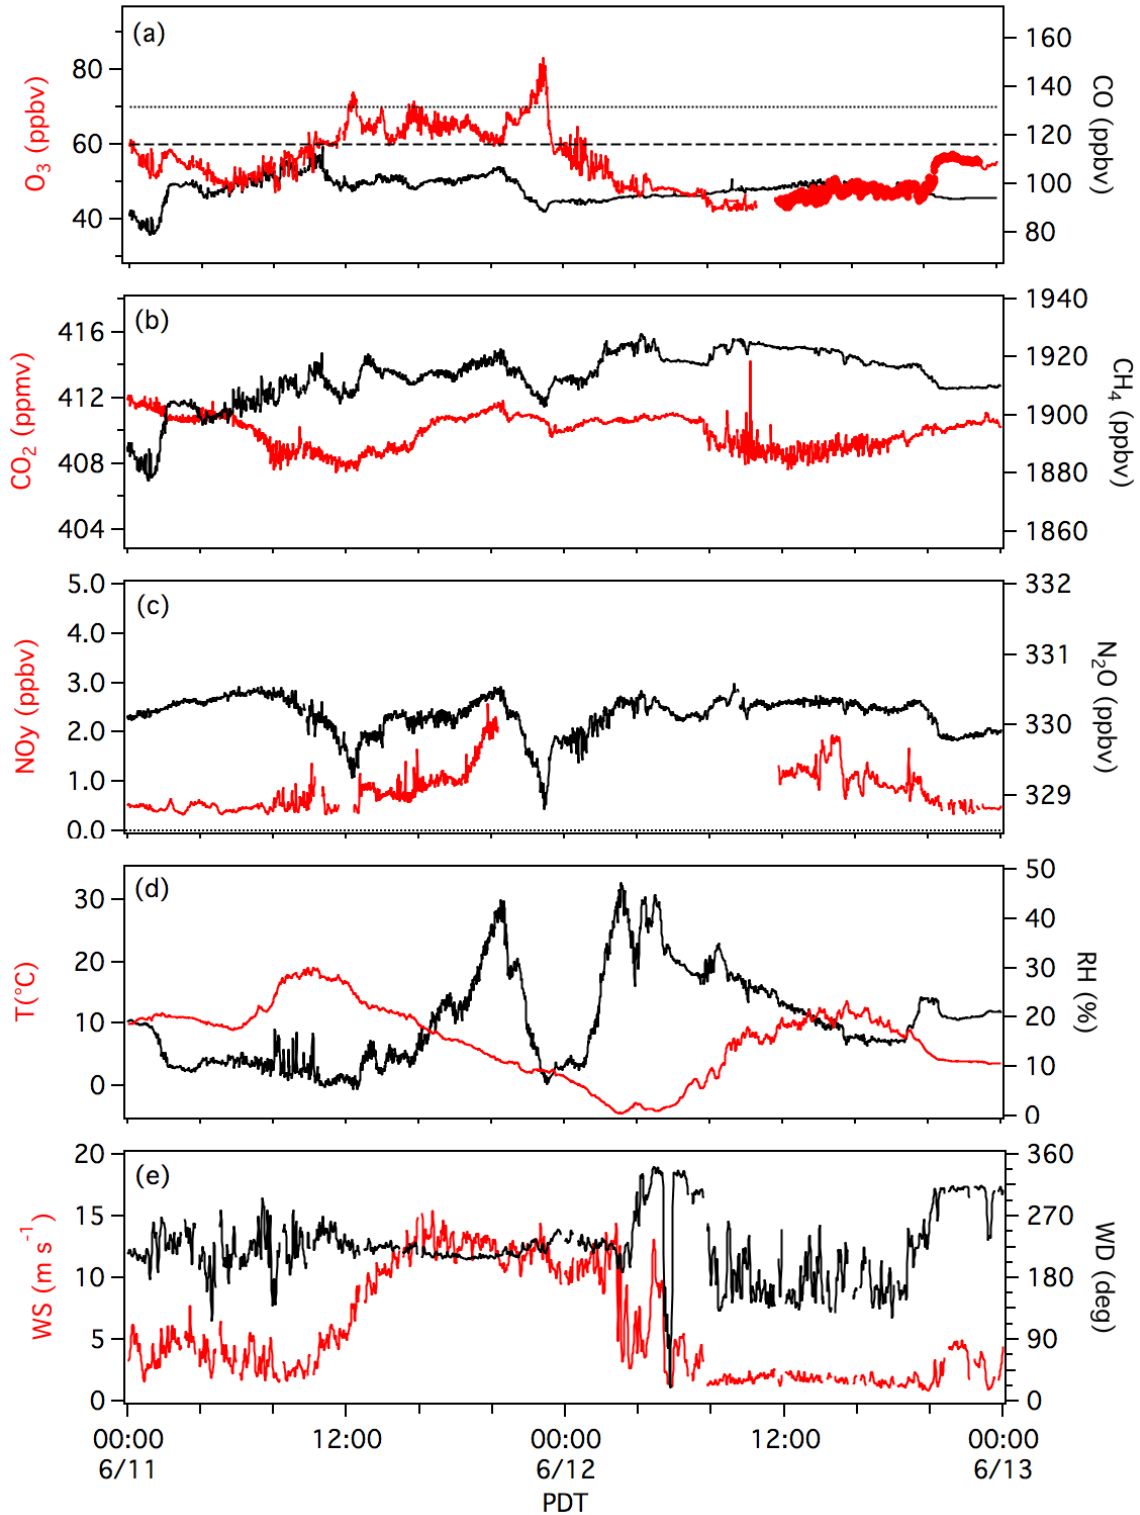 (a)
80
60
40
O3 (ppbv)
160
140
120
100
80
CO (ppbv)
(b)
416
412
408
404
CO2 (ppmv)
1940
1920
1900
1880
1860
CH4 (ppbv)
(c)
5.0
4.0
3.0
2.0
1.0
0.0
NOy (ppbv)
332
331
330
329
N2O (ppbv)
(d)
30
20
10
0
T(°C)
50
40
30
20
10
0
RH (%)
(e)
20
15
10
5
0
WS (m s-1)
360
270
180
90
0
WD (deg)
00:00 12:00 00:00 12:00 00:00
6/11 6/12 6/13
PDT